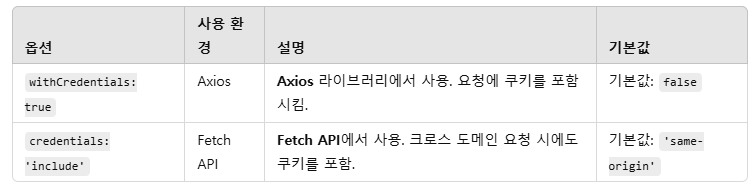 옵션 사용 환경 설명 기본값
withCredentials: true Axios Axios 라이브러리에서 사용. 요청에 쿠키를 포함시킴. 기본값: false
credentials: 'include' Fetch API Fetch API에서 사용. 크로스 도메인 요청 시에도 쿠키를 포함. 기본값: 'same-origin'